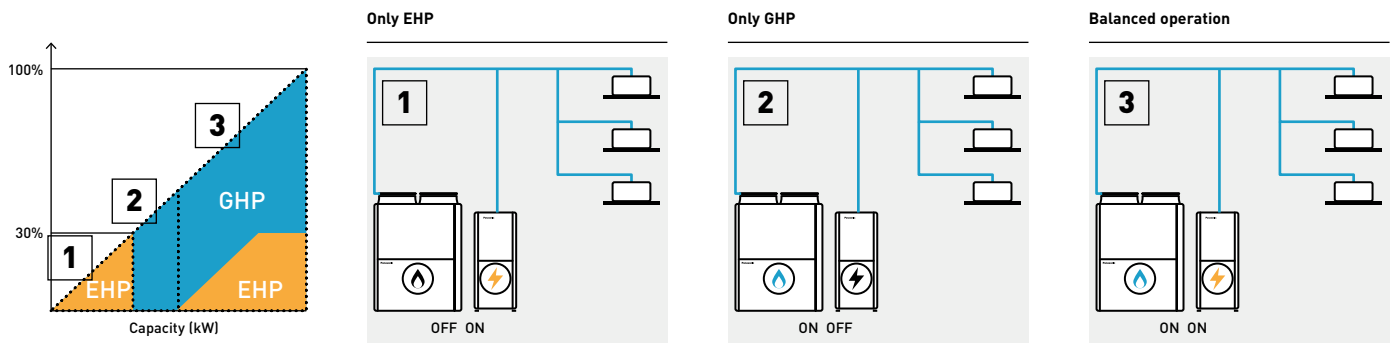 100%
30%
1
2
3
EHP
GHP
EHP
Capacity (kW)
Only EHP
1
OFF ON
Only GHP
2
ON OFF
Balanced operation
3
ON ON